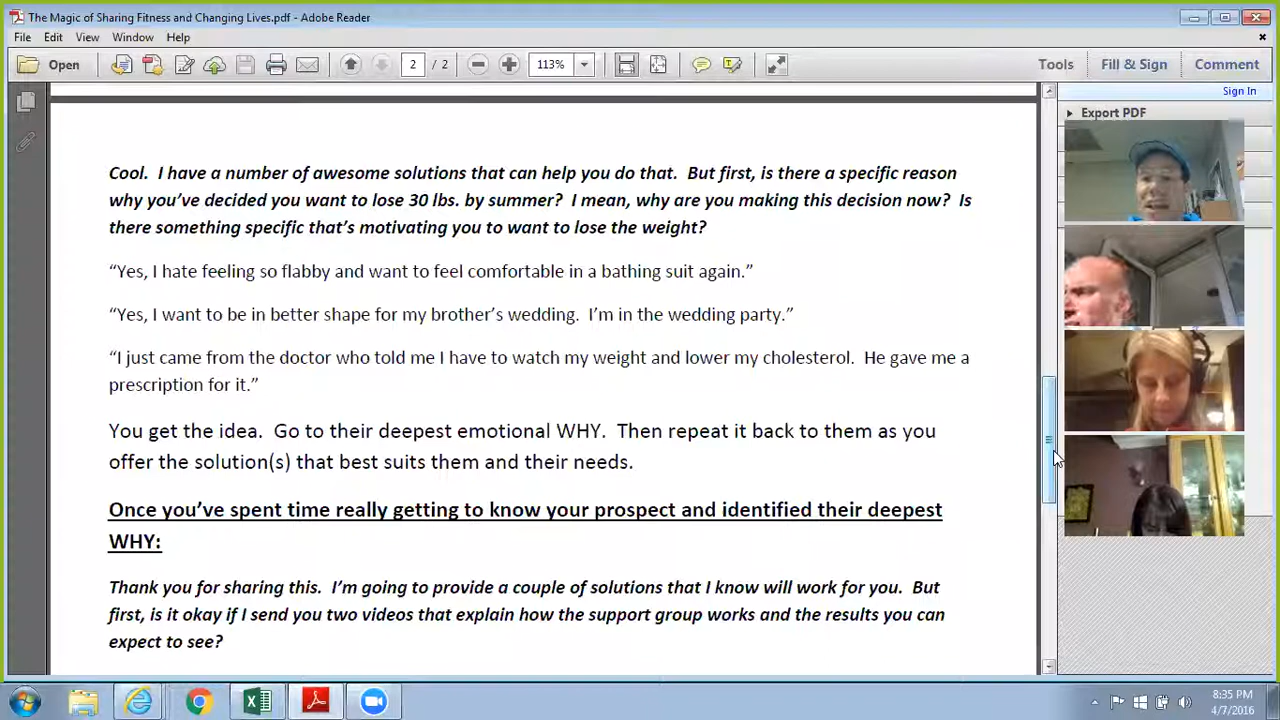 The Magic of Sharing Fitness and Changing Lives.pdf - Adobe Reader
File Edit View Window Help
Open 2 / 2 113% Tools Fill & Sign Comment
Sign In
Export PDF
Cool.  I have a number of awesome solutions that can help you do that.  But first, is there a specific reason
why you’ve decided you want to lose 30 lbs. by summer?  I mean, why are you making this decision now?  Is
there something specific that’s motivating you to want to lose the weight?
“Yes, I hate feeling so flabby and want to feel comfortable in a bathing suit again.”
“Yes, I want to be in better shape for my brother’s wedding.  I’m in the wedding party.”
“I just came from the doctor who told me I have to watch my weight and lower my cholesterol.  He gave me a
prescription for it.”
You get the idea.  Go to their deepest emotional WHY.  Then repeat it back to them as you
offer the solution(s) that best suits them and their needs.
Once you’ve spent time really getting to know your prospect and identified their deepest
WHY:
Thank you for sharing this.  I’m going to provide a couple of solutions that I know will work for you.  But
first, is it okay if I send you two videos that explain how the support group works and the results you can
expect to see?
8:35 PM
4/7/2016